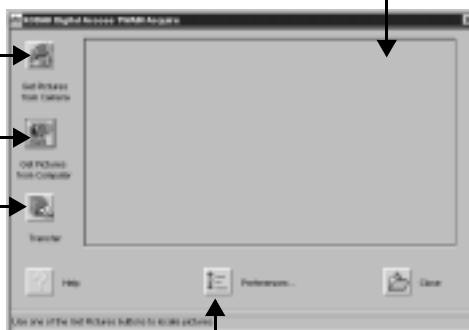 KODAK Digital Access TWAIN Acquire
Get Pictures
from Camera
Get Pictures
from Computer
Transfer
Help
Preferences...
Close
Use one of the Get Pictures buttons to locate pictures